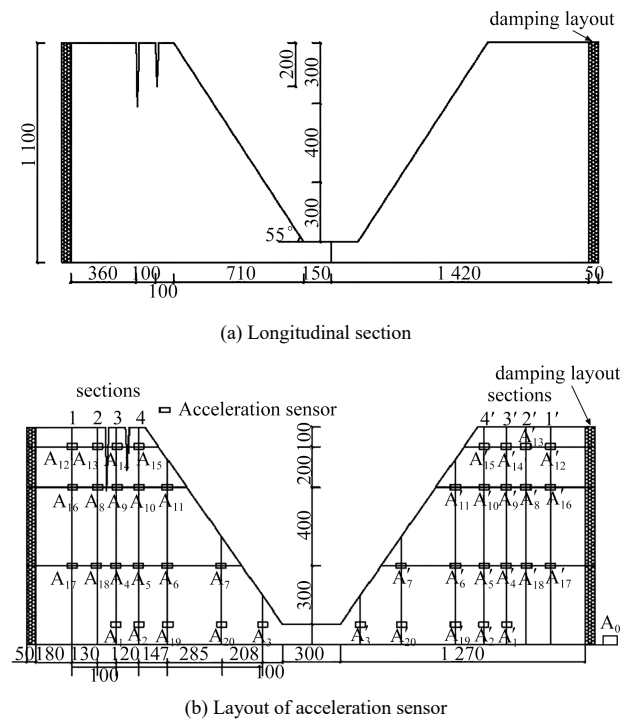 damping layout
200
300
1 100
400
300
55°
360 100 710 150 1 420 50
100
(a) Longitudinal section
damping layout
sections
sections
1 2 3 4
Acceleration sensor
4′ 3′ 2′ 1′
100
A13′
A12 A13 A14 A15
A15′ A14′ A12′
200
A16 A8 A9 A10 A11
A11′ A10′ A9′ A8′ A16′
400
A17 A18 A4 A5 A6 A7
A7′ A6′ A5′ A4′ A18′ A17′
300
A1 A2 A19 A20 A3
A3′ A20′ A19′ A2′ A1′
A0
50 180 130 120 147 285 208 300 1 270
100 100
(b) Layout of acceleration sensor